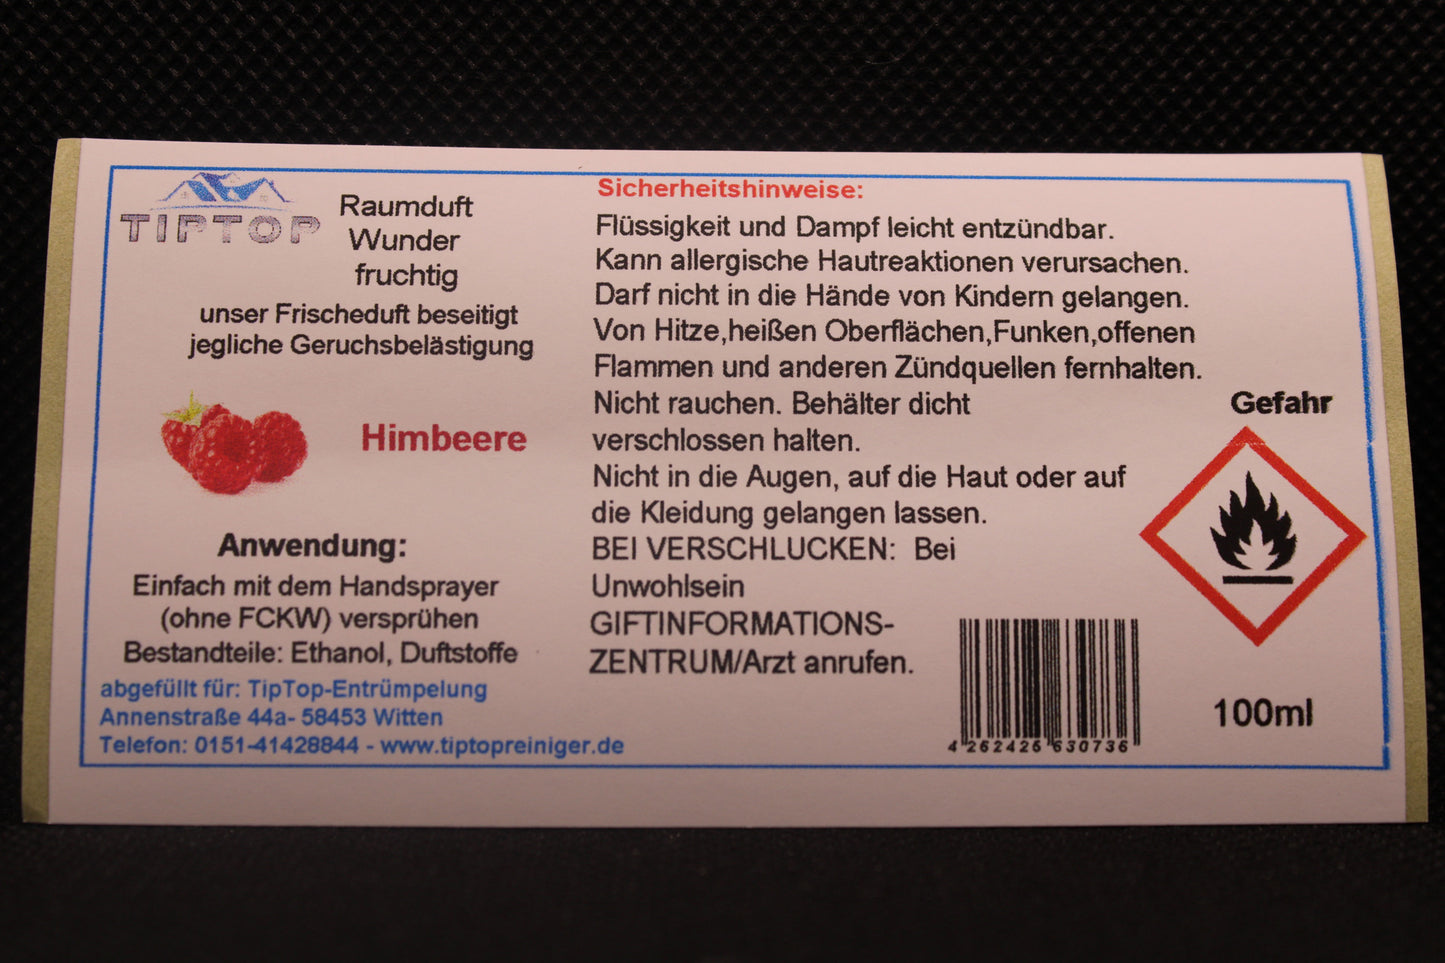 TIPTOP
Raumduft
Wunder
fruchtig
unser Frischeduft beseitigt
jegliche Geruchsbelästigung
Himbeere
Anwendung:
Einfach mit dem Handsprayer
(ohne FCKW) versprühen
Bestandteile: Ethanol, Duftstoffe
abgefüllt für: TipTop-Entrümpelung
Annenstraße 44a- 58453 Witten
Telefon: 0151-41428844 - www.tiptopreiniger.de
Sicherheitshinweise:
Flüssigkeit und Dampf leicht entzündbar.
Kann allergische Hautreaktionen verursachen.
Darf nicht in die Hände von Kindern gelangen.
Von Hitze,heißen Oberflächen,Funken,offenen
Flammen und anderen Zündquellen fernhalten.
Nicht rauchen. Behälter dicht
verschlossen halten.
Nicht in die Augen, auf die Haut oder auf
die Kleidung gelangen lassen.
BEI VERSCHLUCKEN: Bei
Unwohlsein
GIFTINFORMATIONS-
ZENTRUM/Arzt anrufen.
Gefahr
4 262426 630736
100ml